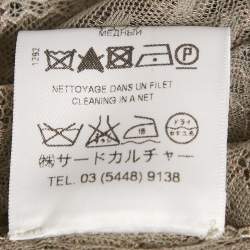 МЕДНЫЙ
1292
P
NETTOYAGE DANS UN FILET
CLEANING IN A NET
ドライ
㈱サードカルチャー
TEL. 03 (5448) 9138